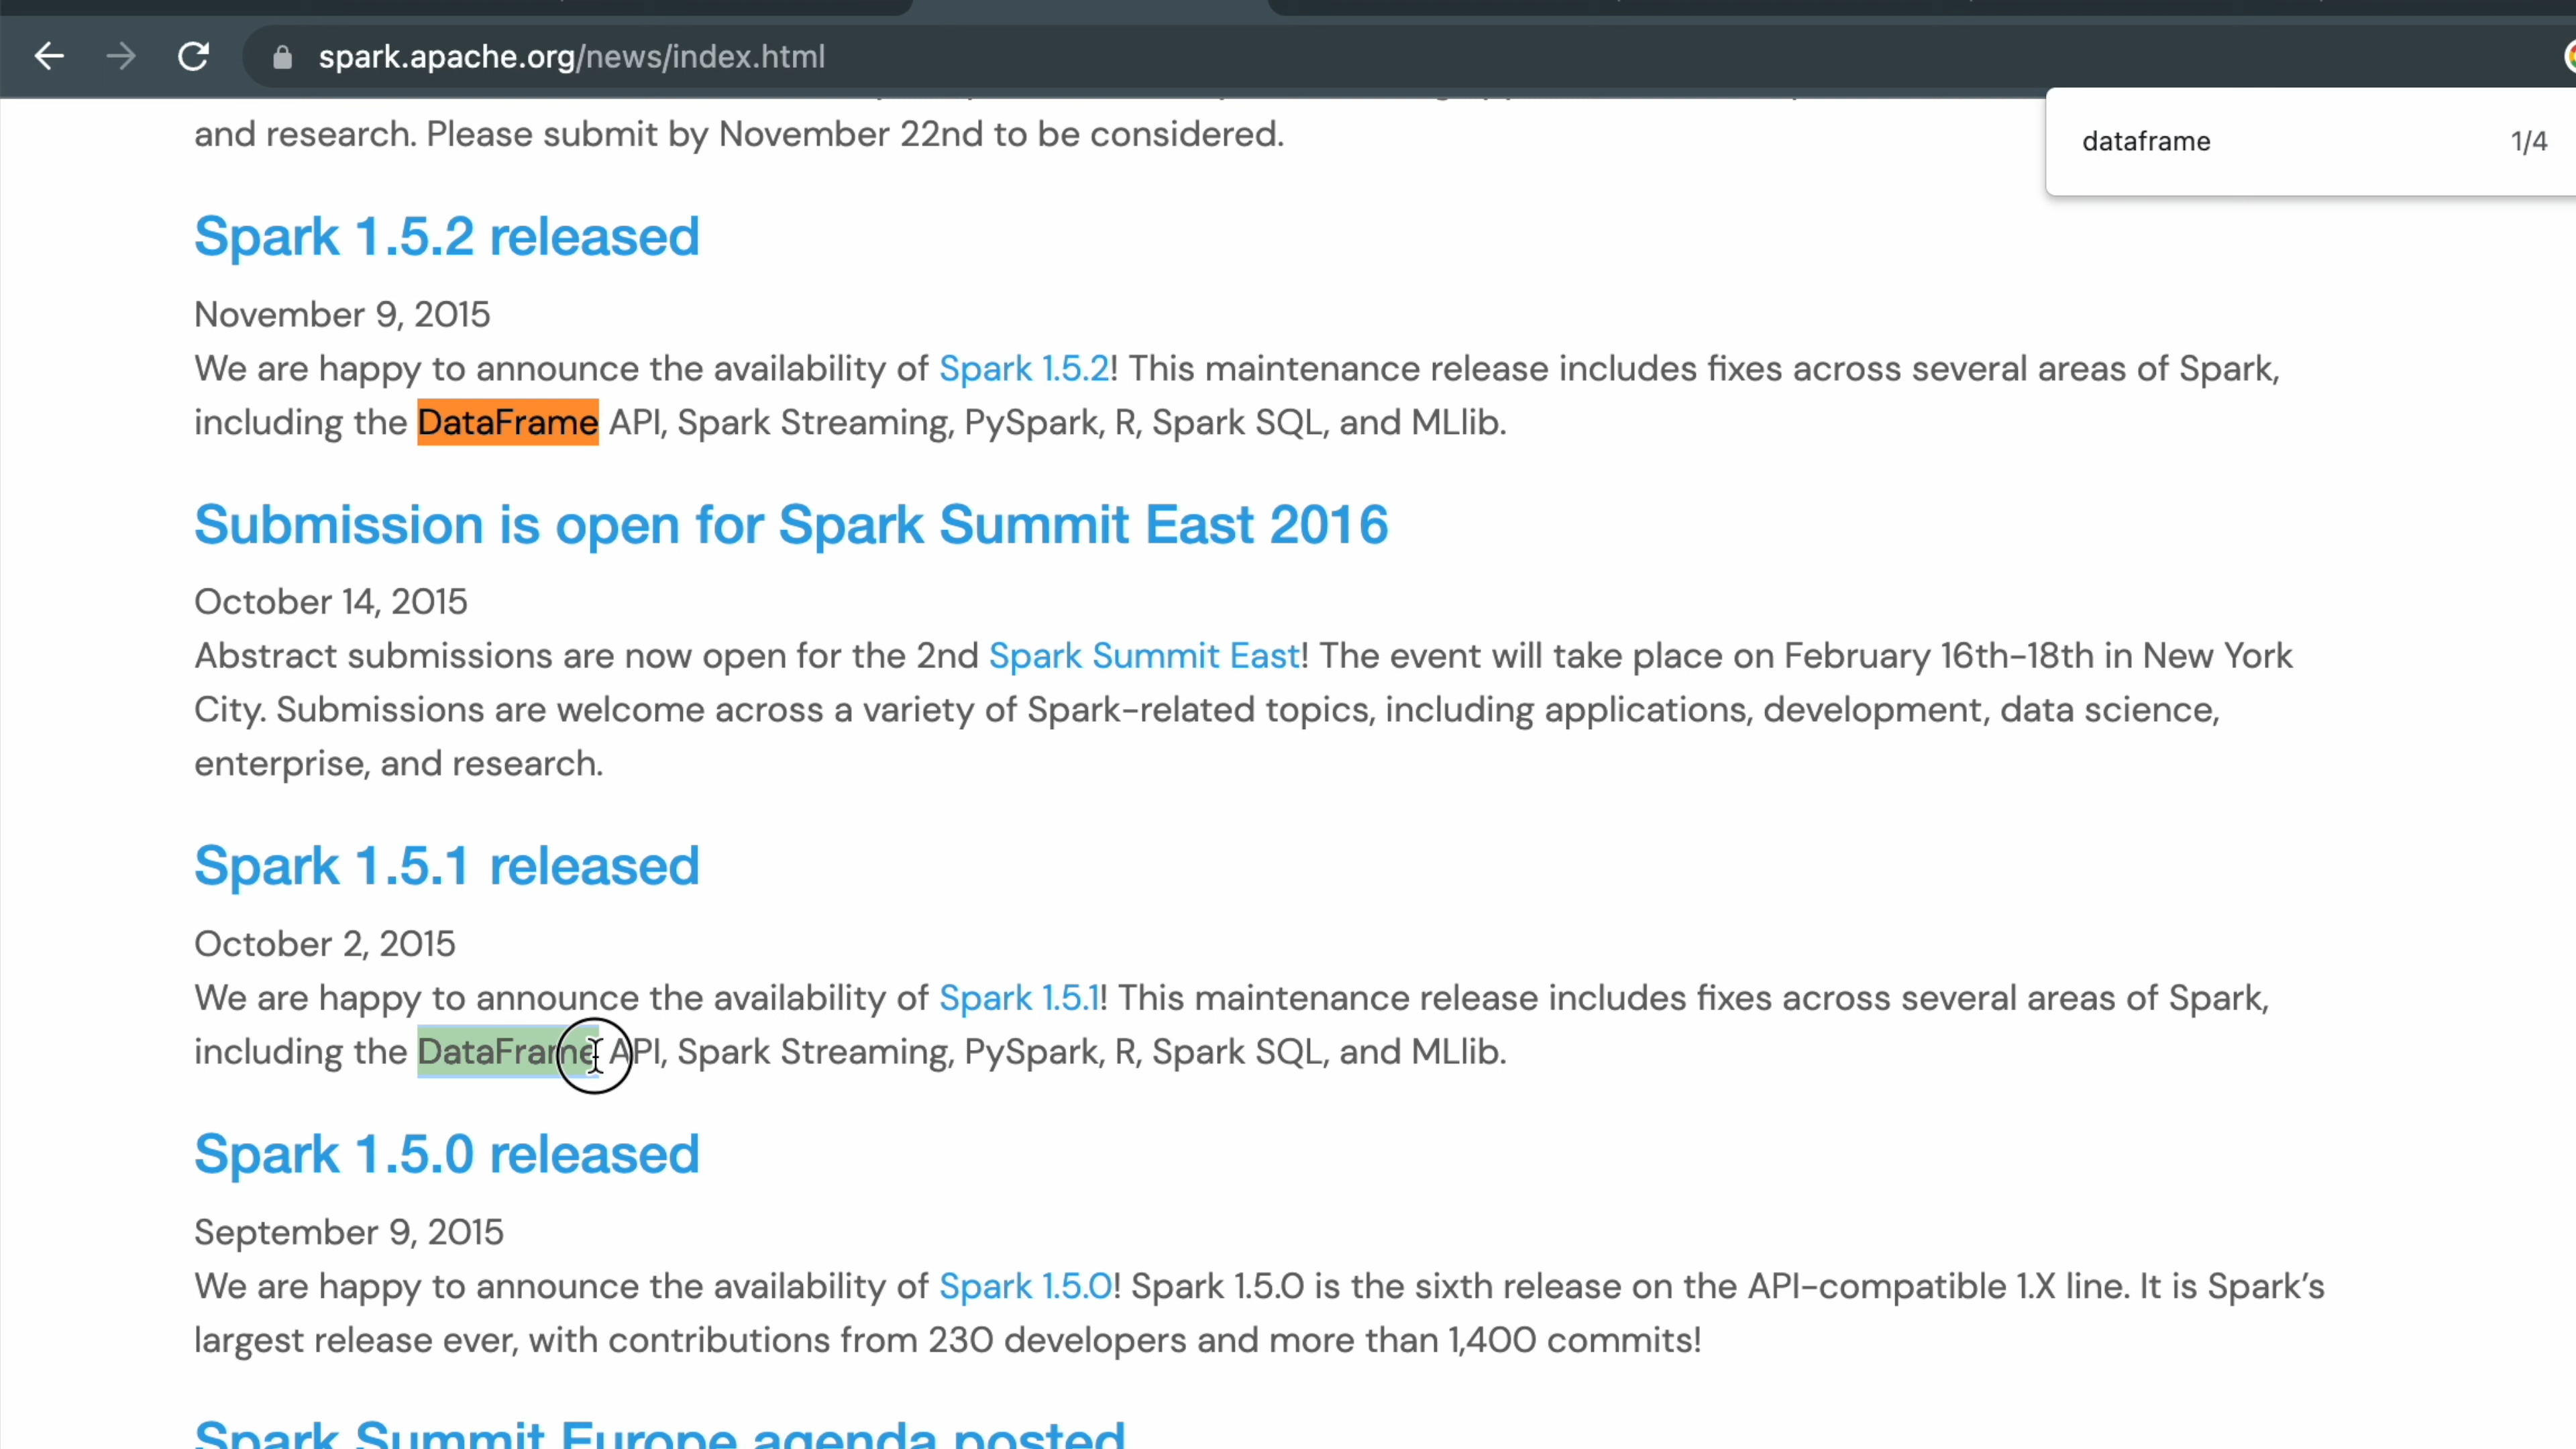 spark.apache.org/news/index.html
dataframe 1/4
and research. Please submit by November 22nd to be considered.
Spark 1.5.2 released
November 9, 2015
We are happy to announce the availability of Spark 1.5.2! This maintenance release includes fixes across several areas of Spark,
including the DataFrame API, Spark Streaming, PySpark, R, Spark SQL, and MLlib.
Submission is open for Spark Summit East 2016
October 14, 2015
Abstract submissions are now open for the 2nd Spark Summit East! The event will take place on February 16th-18th in New York
City. Submissions are welcome across a variety of Spark-related topics, including applications, development, data science,
enterprise, and research.
Spark 1.5.1 released
October 2, 2015
We are happy to announce the availability of Spark 1.5.1! This maintenance release includes fixes across several areas of Spark,
including the DataFrame API, Spark Streaming, PySpark, R, Spark SQL, and MLlib.
Spark 1.5.0 released
September 9, 2015
We are happy to announce the availability of Spark 1.5.0! Spark 1.5.0 is the sixth release on the API-compatible 1.X line. It is Spark's
largest release ever, with contributions from 230 developers and more than 1,400 commits!
Spark Summit Europe agenda posted